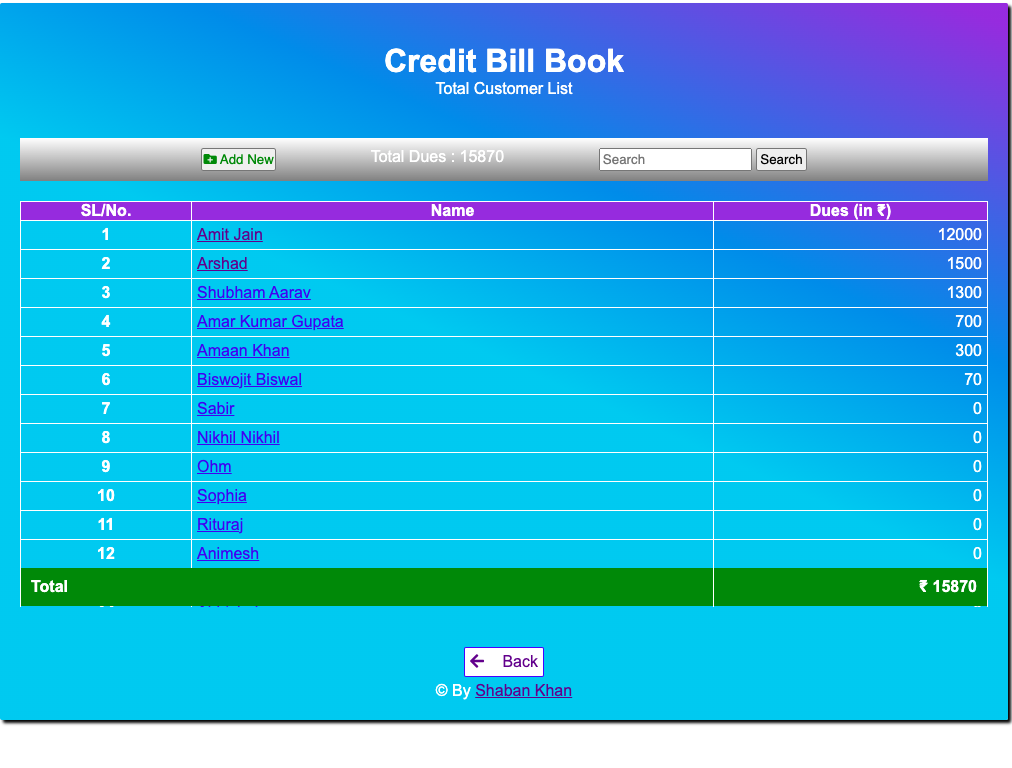 Credit Bill Book
Total Customer List
Add New Total Dues : 15870 Search Search
SL/No. Name Dues (in ₹)
1 Amit Jain 12000
2 Arshad 1500
3 Shubham Aarav 1300
4 Amar Kumar Gupata 700
5 Amaan Khan 300
6 Biswojit Biswal 70
7 Sabir 0
8 Nikhil Nikhil 0
9 Ohm 0
10 Sophia 0
11 Rituraj 0
12 Animesh 0
Total ₹ 15870
Back
© By Shaban Khan